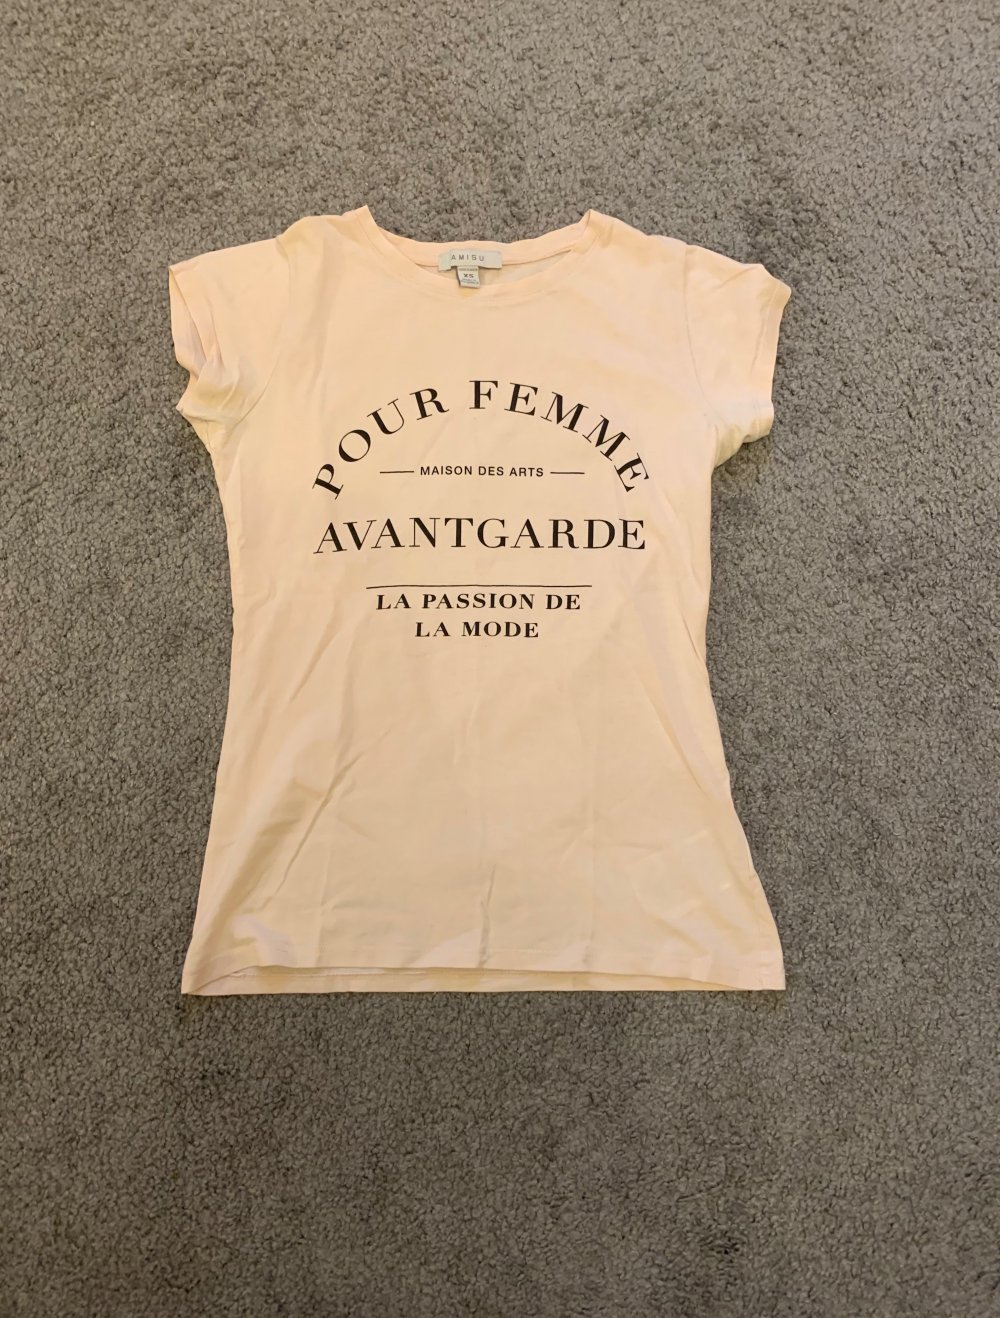 AMISU
XS
POUR FEMME
MAISON DES ARTS
AVANTGARDE
LA PASSION DE
LA MODE